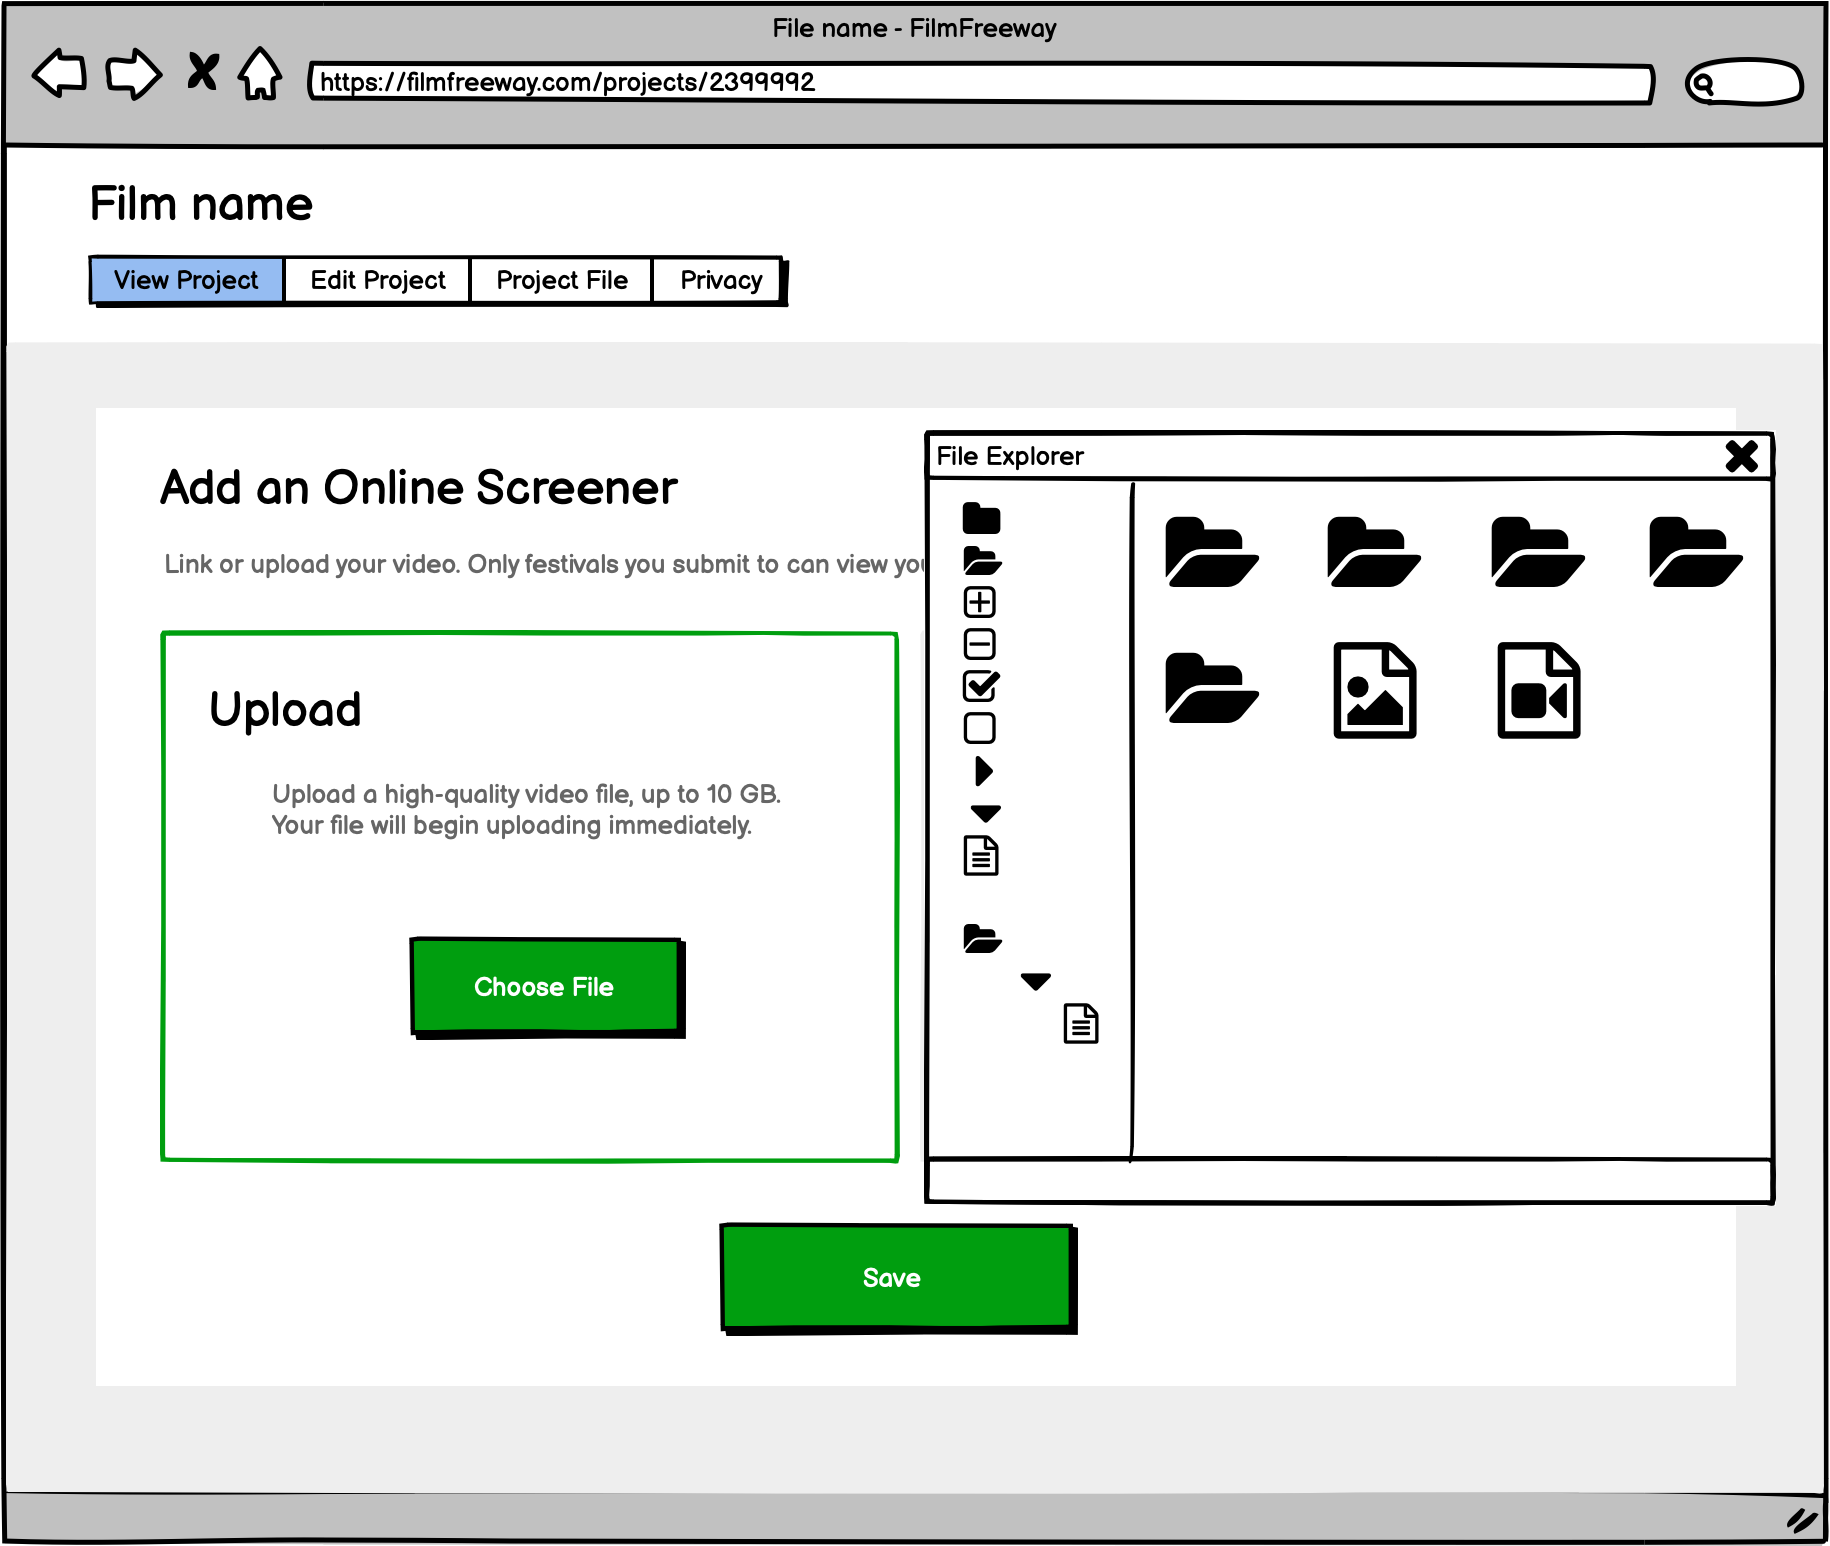 File name - FilmFreeway
https://filmfreeway.com/projects/2399992
Film name
View Project
Edit Project
Project File
Privacy
File Explorer
Add an Online Screener
Link or upload your video. Only festivals you submit to can view you
Upload
Upload a high-quality video file, up to 10 GB.
Your file will begin uploading immediately.
Choose File
Save